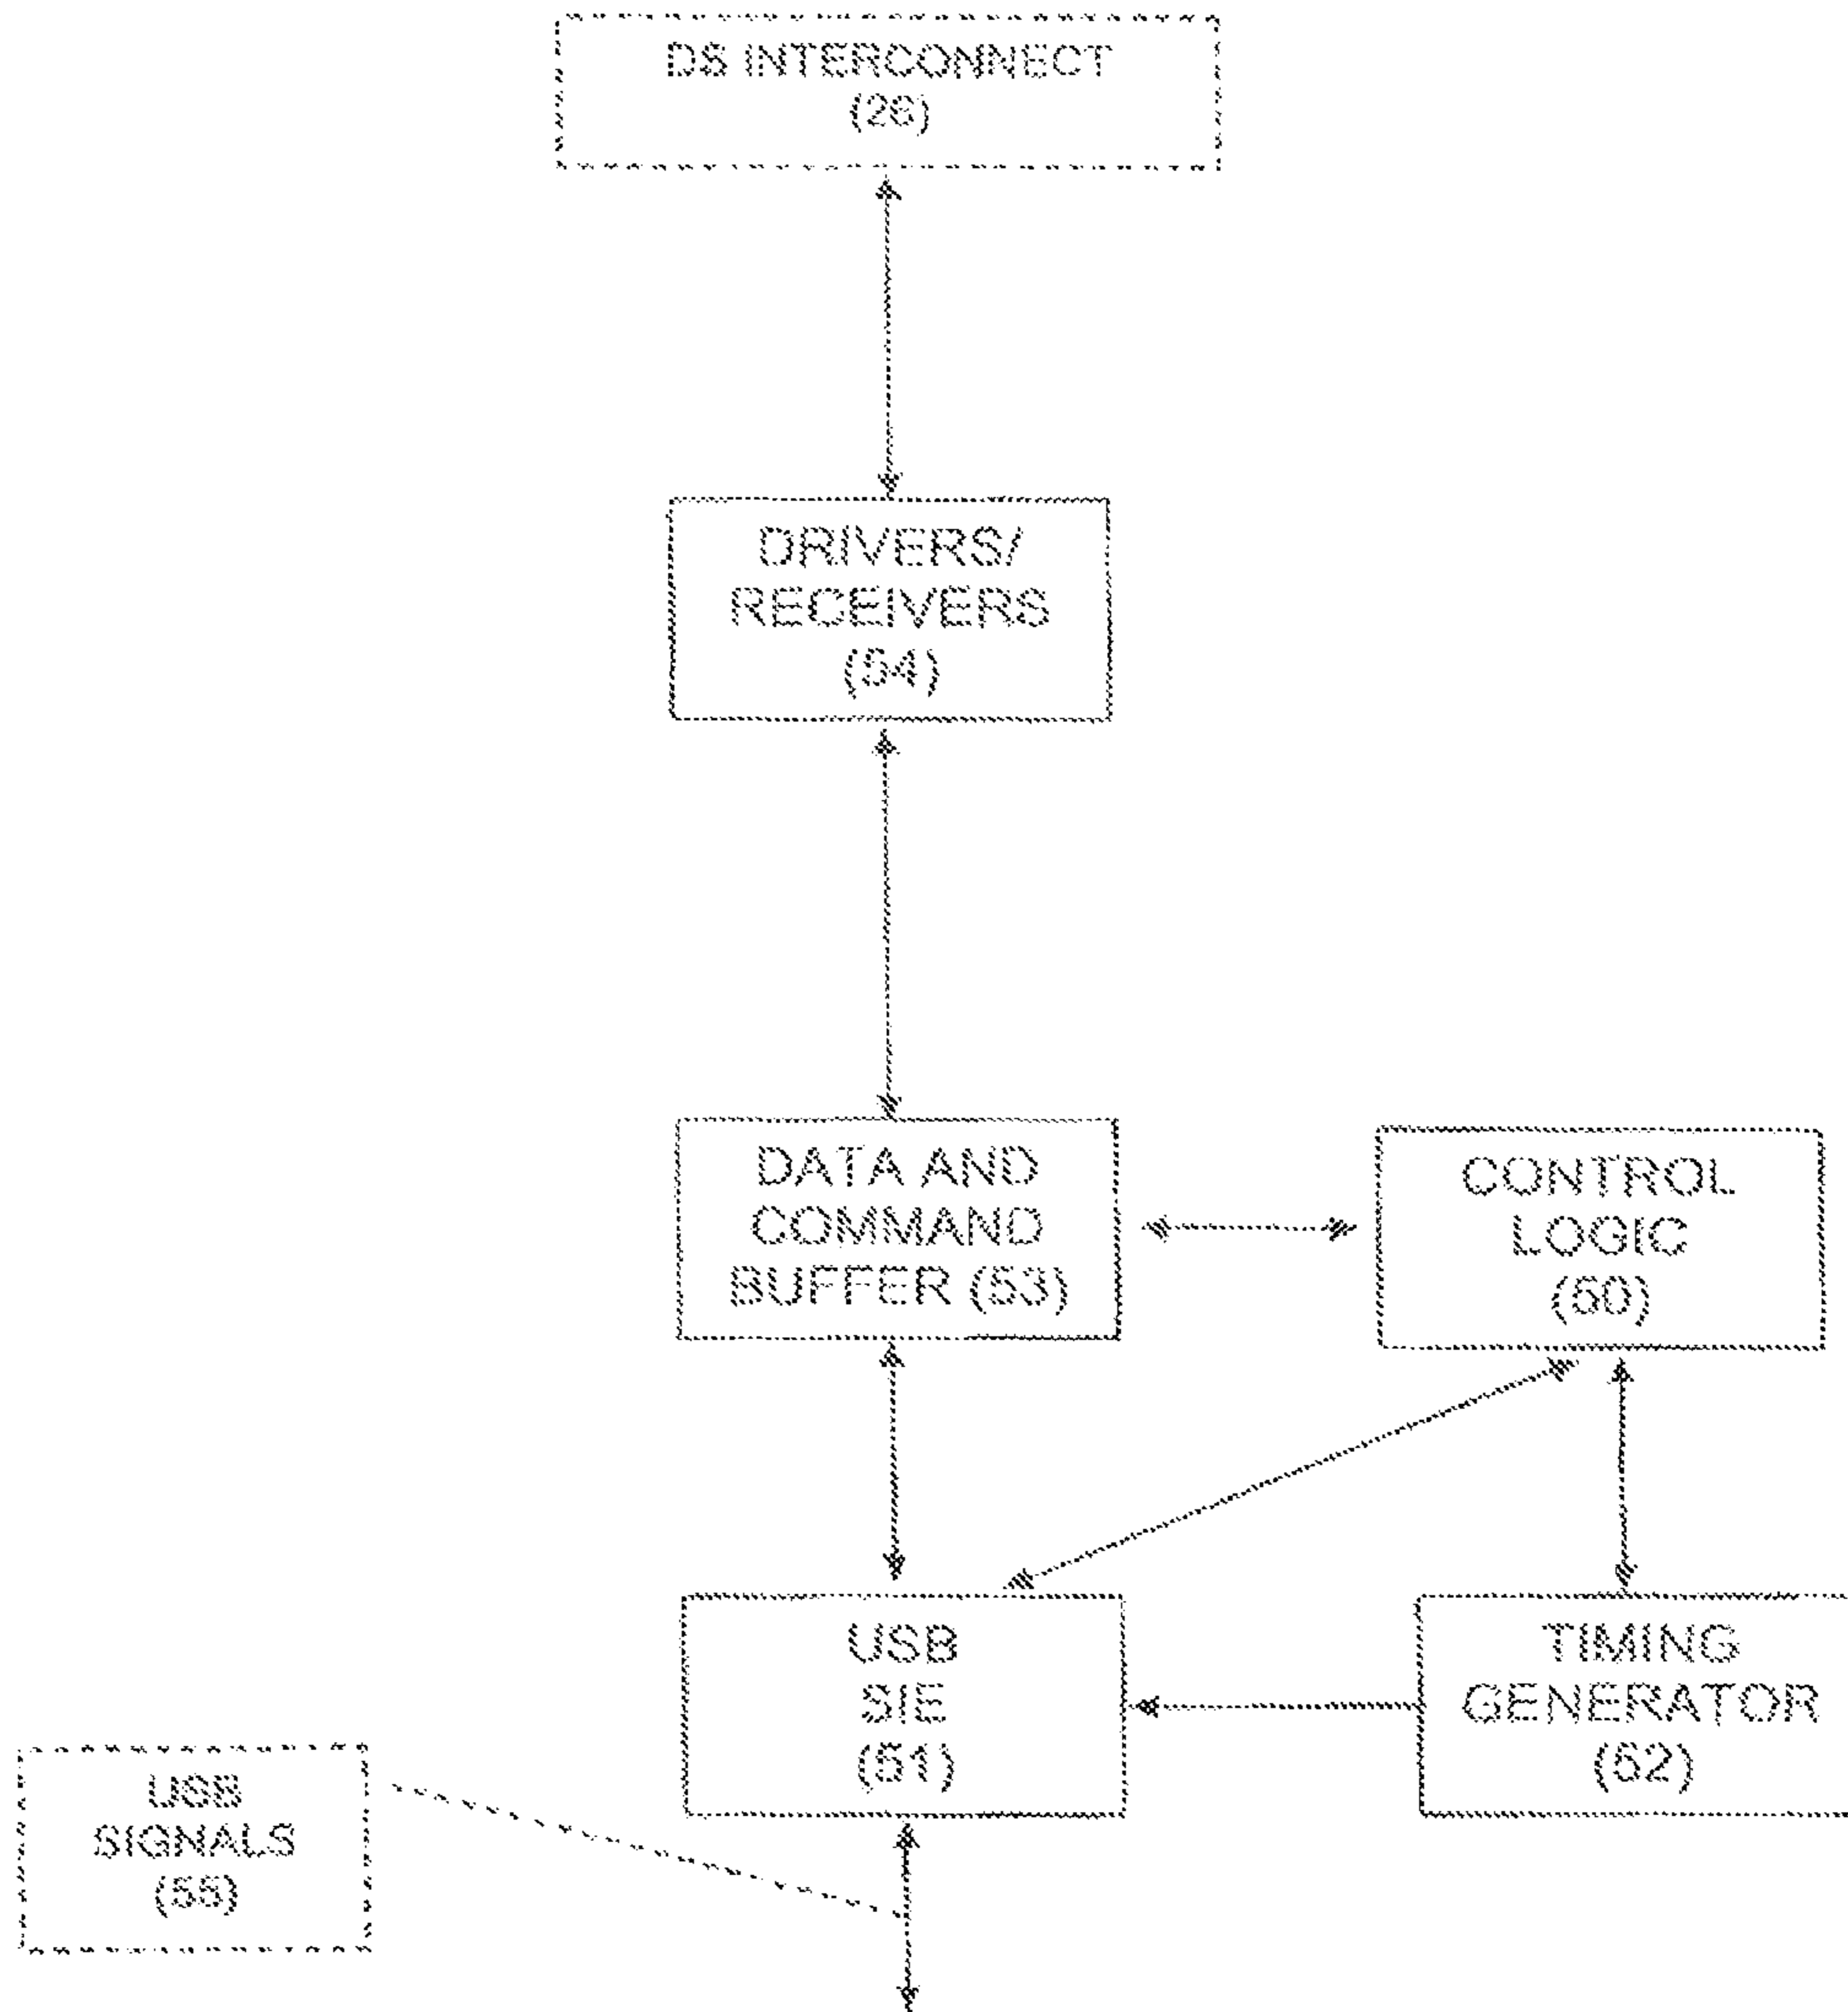 DS INTERCONNECT
(26)
DRIVERS/
RECEIVERS
(54)
DATA AND
COMMAND
BUFFER (53)
CONTROL
LOGIC
(50)
USB
SIE
(51)
TIMING
GENERATOR
(52)
USB
SIGNALS
(55)